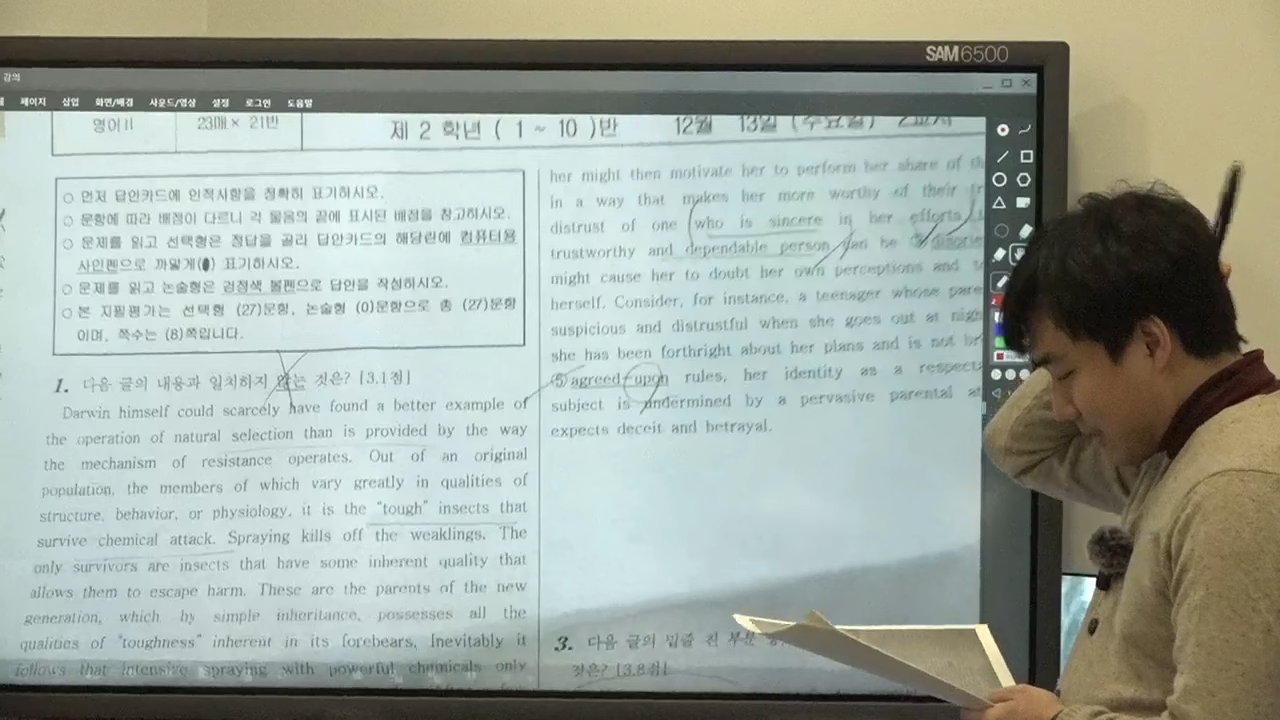 SAM6500
강의
페이지 삽입 화면/배경 사운드/영상 설정 로그인 도움말
영어Ⅱ 23매× 21반 제 2 학년 ( 1 ~ 10 )반 12월 13일 (수요일) 2교시
○ 먼저 답안카드에 인적사항을 정확히 표기하시오.
○ 문항에 따라 배점이 다르니 각 물음의 끝에 표시된 배점을 참고하시오.
○ 문제를 읽고 선택형은 정답을 골라 답안카드의 해당란에 컴퓨터용
사인펜으로 까맣게(●) 표기하시오.
○ 문제를 읽고 논술형은 검정색 볼펜으로 답안을 작성하시오.
○ 본 지필평가는 선택형 (27)문항, 논술형 (0)문항으로 총 (27)문항
이며, 쪽수는 (8)쪽입니다.
1. 다음 글의 내용과 일치하지 않는 것은? [3.1점]
Darwin himself could scarcely have found a better example of
the operation of natural selection than is provided by the way
the mechanism of resistance operates. Out of an original
population, the members of which vary greatly in qualities of
structure, behavior, or physiology, it is the "tough" insects that
survive chemical attack. Spraying kills off the weaklings. The
only survivors are insects that have some inherent quality that
allows them to escape harm. These are the parents of the new
generation, which by simple inheritance, possesses all the
qualities of "toughness" inherent in its forebears. Inevitably it
follows that intensive spraying with powerful chemicals only
her might then motivate her to perform her share of
in a way that makes her more worthy of their
distrust of one who is sincere in her efforts
trustworthy and dependable person can be
might cause her to doubt her own perceptions and
herself. Consider, for instance, a teenager whose
suspicious and distrustful when she goes out at
she has been forthright about her plans and is not
⑤ agreed-upon rules, her identity as a
subject is undermined by a pervasive parental
expects deceit and betrayal.
3. 다음 글의 밑줄 친 부분
것은? [3.8점]